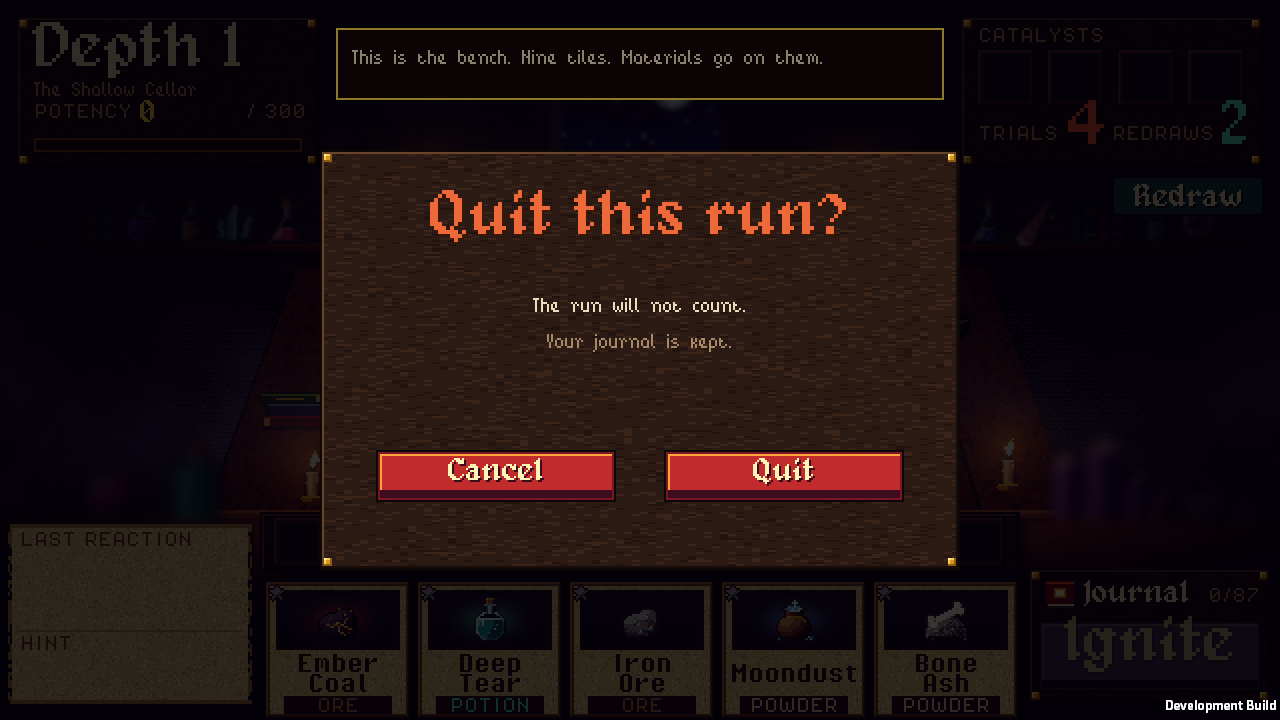 Depth 1
The Shallow Cellar
POTENCY 0 / 300
This is the bench. Nine tiles. Materials go on them.
CATALYSTS
TRIALS 4 REDRAWS 2
Redraw
Quit this run?
The run will not count.
Your journal is kept.
Cancel
Quit
LAST REACTION
HINT
Ember
Coal
ORE
Deep
Tear
POTION
Iron
Ore
ORE
Moondust
POWDER
Bone
Ash
POWDER
Journal 0/87
Ignite
Development Build